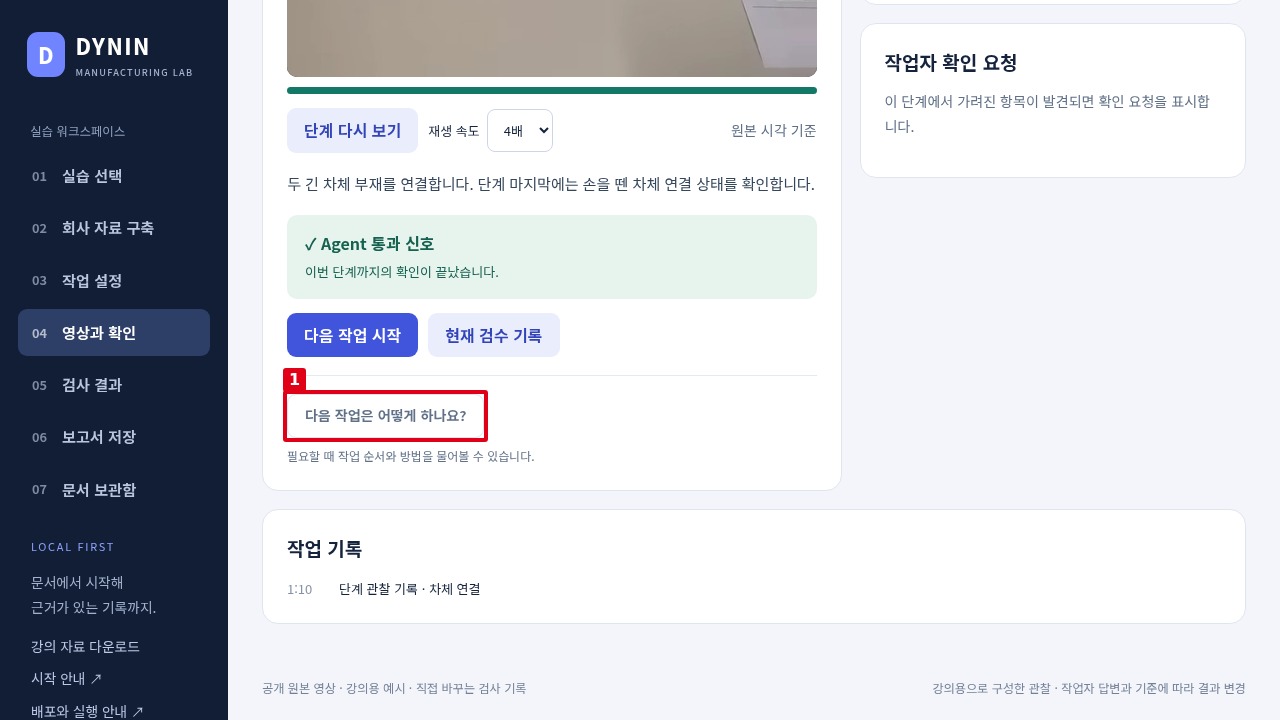 D
DYNIN
MANUFACTURING LAB
실습 워크스페이스
01 실습 선택
02 회사 자료 구축
03 작업 설정
04 영상과 확인
05 검사 결과
06 보고서 저장
07 문서 보관함
LOCAL FIRST
문서에서 시작해
근거가 있는 기록까지.
강의 자료 다운로드
시작 안내 ↗
배포와 실행 안내 ↗
단계 다시 보기 재생 속도 4배 원본 시각 기준
두 긴 차체 부재를 연결합니다. 단계 마지막에는 손을 뗀 차체 연결 상태를 확인합니다.
✓ Agent 통과 신호
이번 단계까지의 확인이 끝났습니다.
다음 작업 시작 현재 검수 기록
1
다음 작업은 어떻게 하나요?
필요할 때 작업 순서와 방법을 물어볼 수 있습니다.
작업자 확인 요청
이 단계에서 가려진 항목이 발견되면 확인 요청을 표시합
니다.
작업 기록
1:10 단계 관찰 기록 · 차체 연결
공개 원본 영상 · 강의용 예시 · 직접 바꾸는 검사 기록
강의용으로 구성한 관찰 · 작업자 답변과 기준에 따라 결과 변경